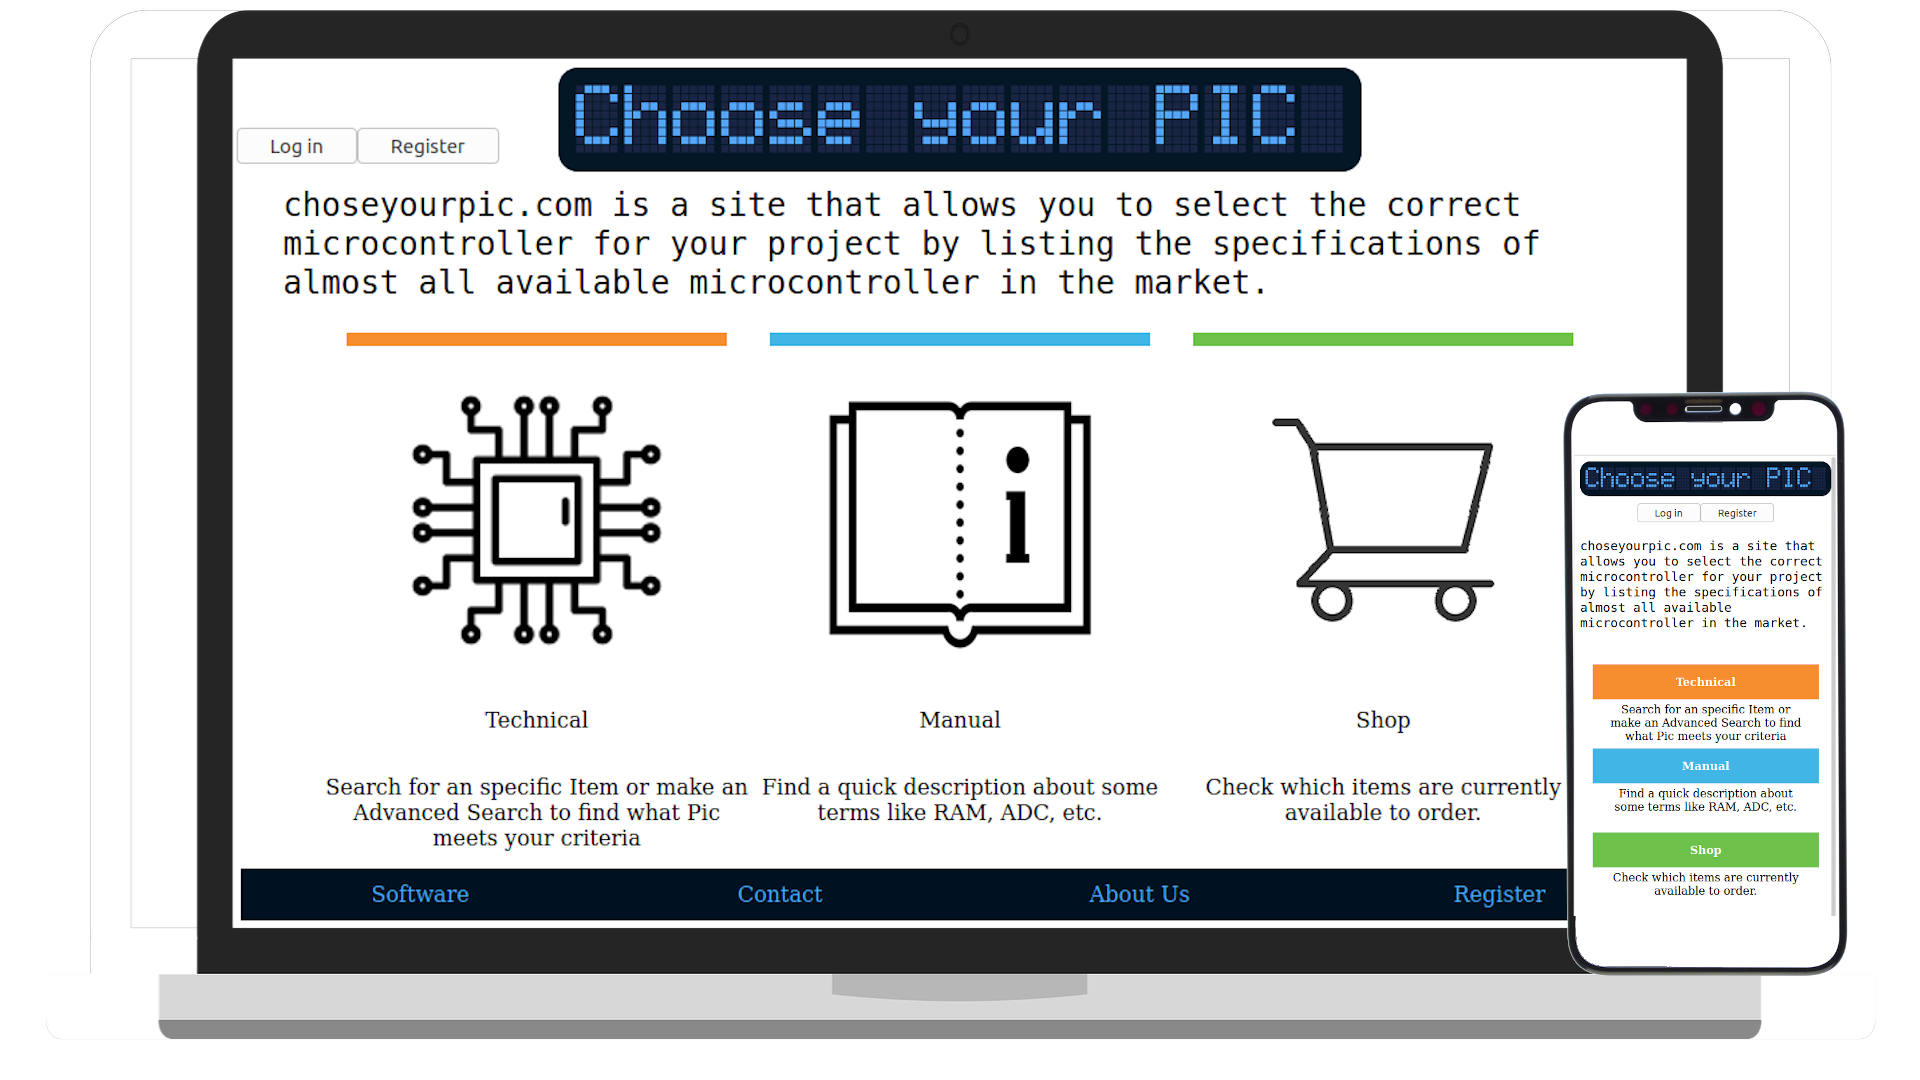 Choose your PIC
Log in
Register
choseyourpic.com is a site that allows you to select the correct
microcontroller for your project by listing the specifications of
almost all available microcontroller in the market.
Technical
Search for an specific Item or make an
Advanced Search to find what Pic
meets your criteria
Manual
Find a quick description about some
terms like RAM, ADC, etc.
Shop
Check which items are currently
available to order.
Software
Contact
About Us
Register
Choose your PIC
Log in
Register
choseyourpic.com is a site that
allows you to select the correct
microcontroller for your project
by listing the specifications of
almost all available
microcontroller in the market.
Technical
Search for an specific Item or
make an Advanced Search to find
what Pic meets your criteria
Manual
Find a quick description about
some terms like RAM, ADC, etc.
Shop
Check which items are currently
available to order.